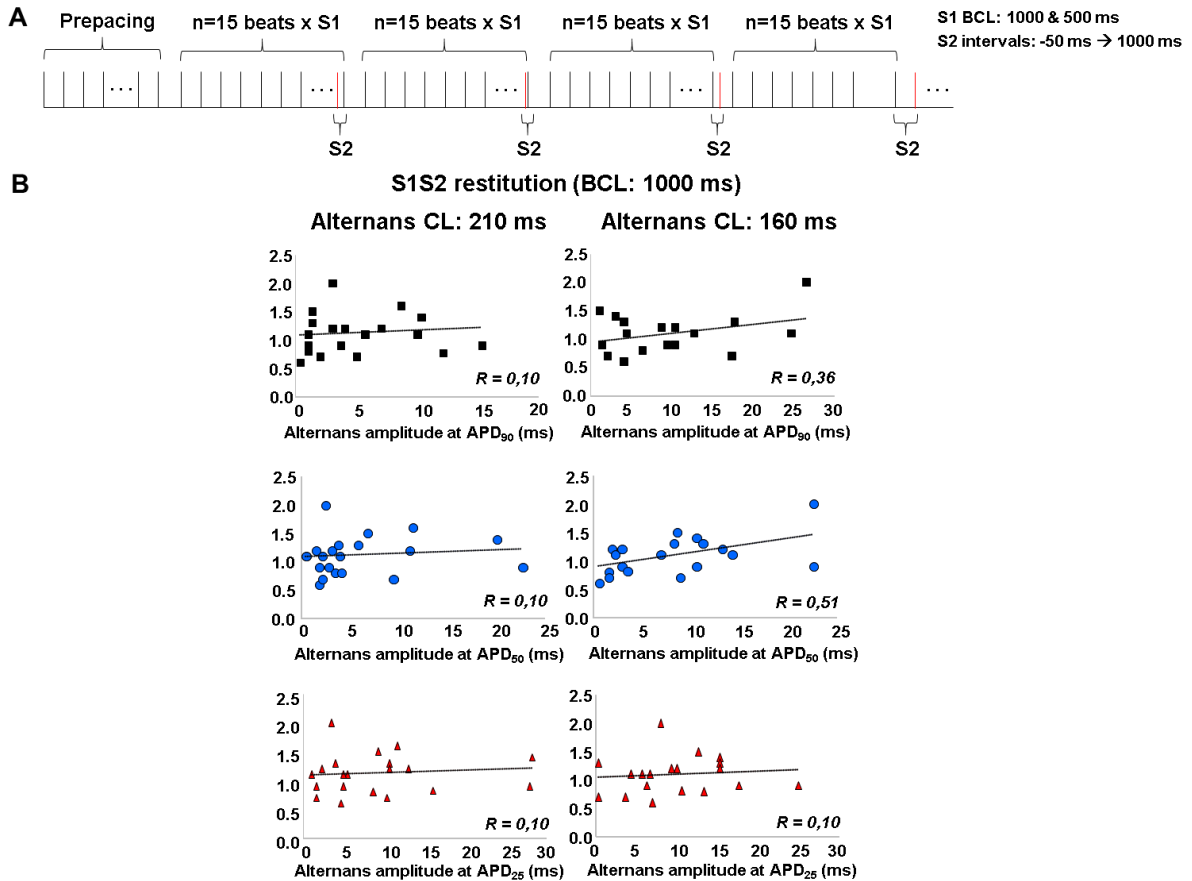 A
Prepacing
n=15 beats x S1
n=15 beats x S1
n=15 beats x S1
n=15 beats x S1
S1 BCL: 1000 & 500 ms
S2 intervals: -50 ms → 1000 ms
... ... ... ... ...
S2 S2 S2 S2
B
S1S2 restitution (BCL: 1000 ms)
Alternans CL: 210 ms
Alternans CL: 160 ms
2.5
2.0
1.5
1.0
0.5
0.0
R = 0,10
0 5 10 15 20
Alternans amplitude at APD90 (ms)
2.5
2.0
1.5
1.0
0.5
0.0
R = 0,36
0 5 10 15 20 25 30
Alternans amplitude at APD90 (ms)
2.5
2.0
1.5
1.0
0.5
0.0
R = 0,10
0 5 10 15 20 25
Alternans amplitude at APD50 (ms)
2.5
2.0
1.5
1.0
0.5
0.0
R = 0,51
0 5 10 15 20 25
Alternans amplitude at APD50 (ms)
2.5
2.0
1.5
1.0
0.5
0.0
R = 0,10
0 5 10 15 20 25 30
Alternans amplitude at APD25 (ms)
2.5
2.0
1.5
1.0
0.5
0.0
R = 0,10
0 5 10 15 20 25 30
Alternans amplitude at APD25 (ms)